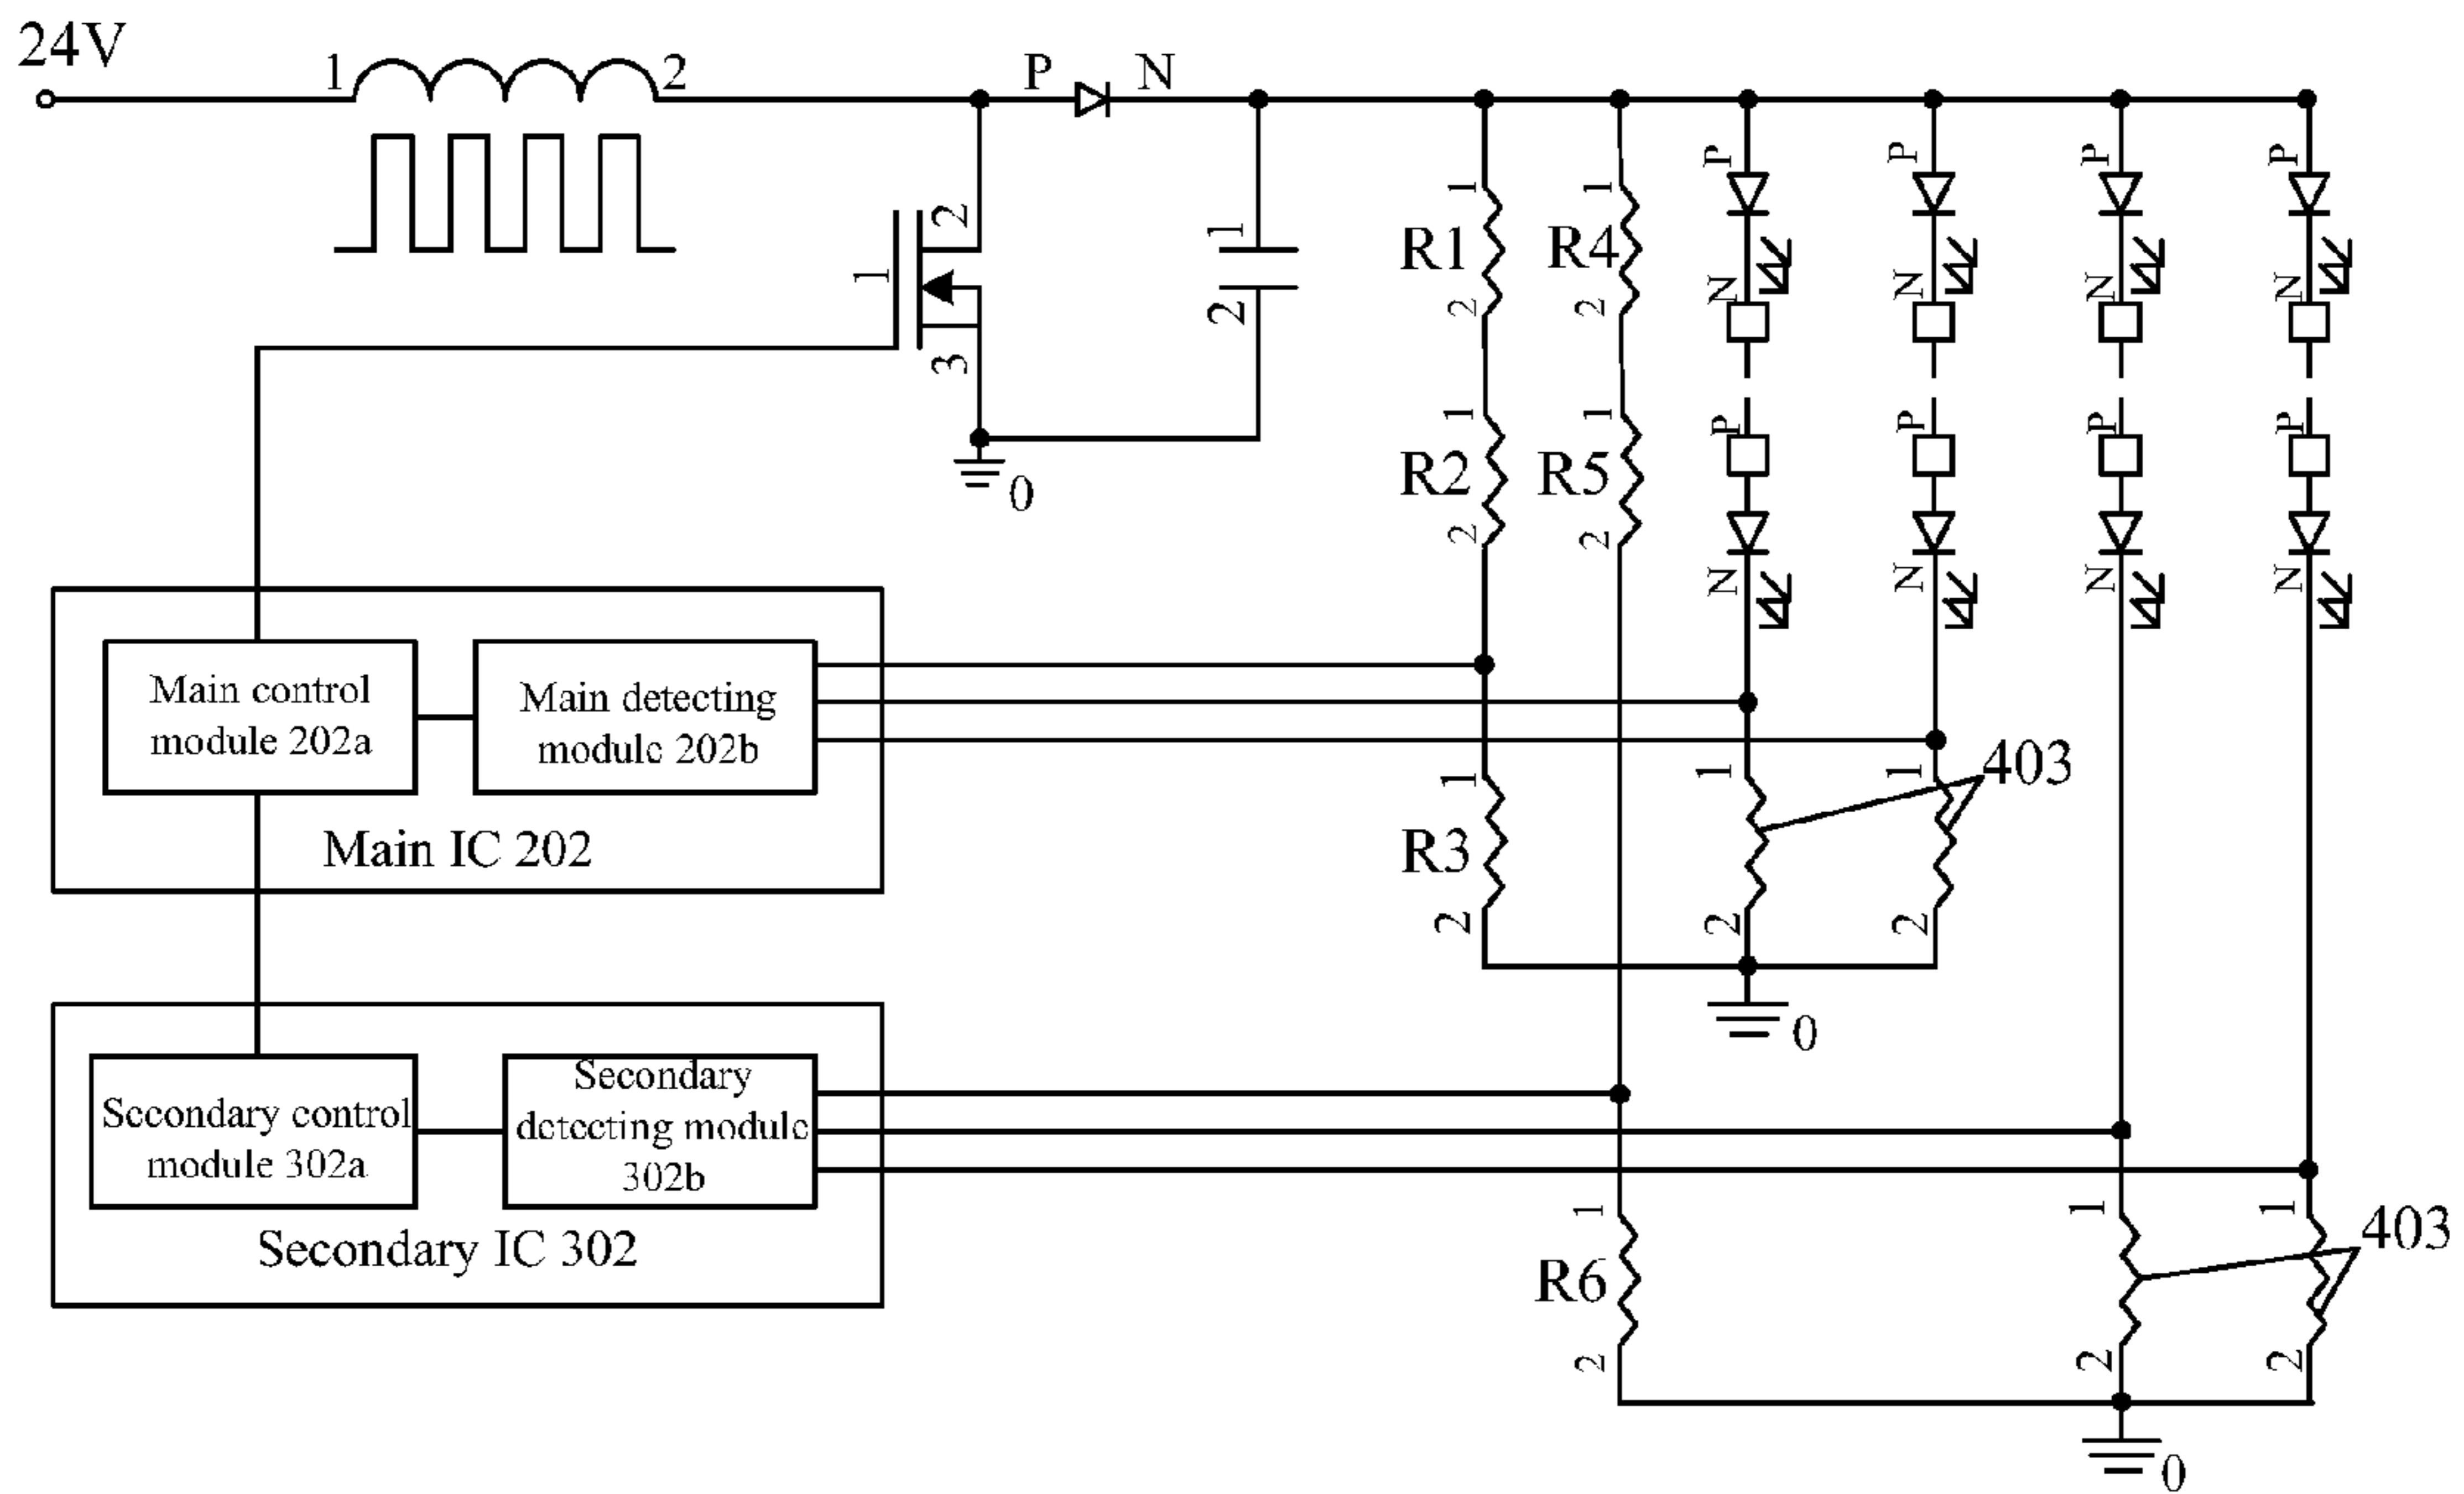 24V
1
2
P
N
P
P
P
P
1
1
R1
R4
2
1
1
2
2
2
N
N
N
N
3
1
1
R2
R5
P
P
P
P
0
2
2
N
N
N
N
Main control
module 202a
Main detecting
module 202b
1
1
1
403
Main IC 202
R3
2
2
2
0
Secondary control
module 302a
Secondary
detecting module
302b
Secondary IC 302
1
1
1
403
R6
2
2
2
0